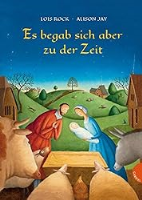 LOIS ROCK · ALISON JAY
Es begab sich aber
zu der Zeit